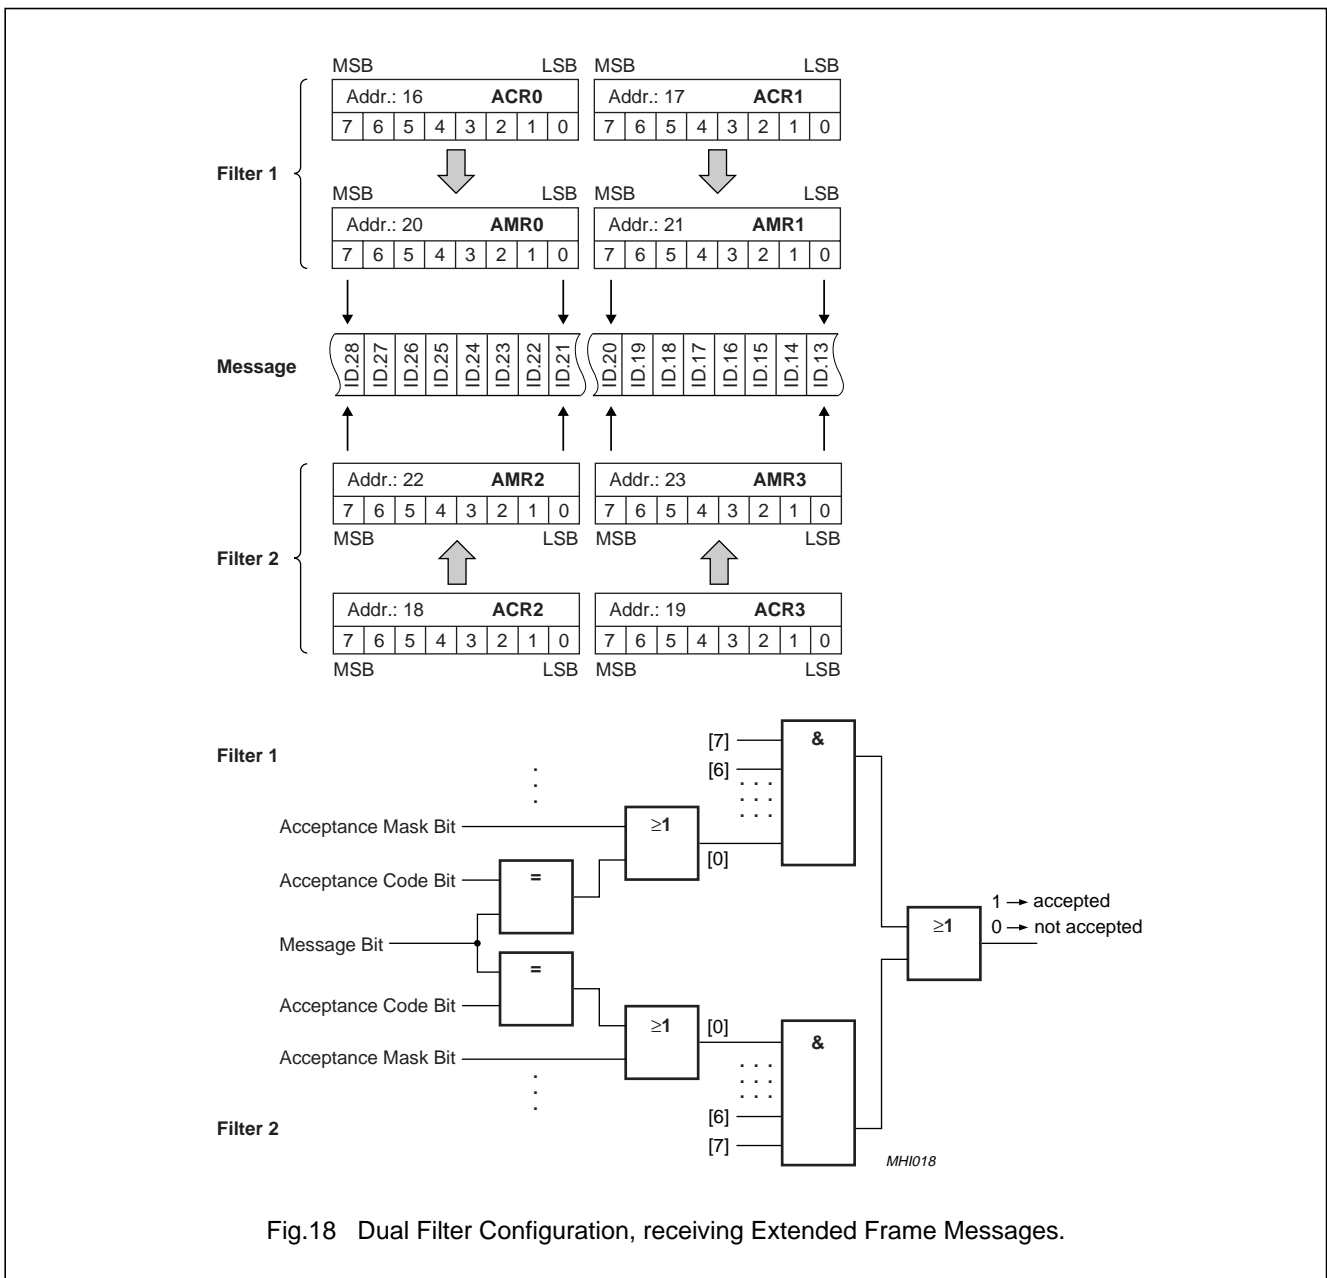 MSB LSB MSB LSB
Addr.: 16 ACR0 Addr.: 17 ACR1
7 6 5 4 3 2 1 0 7 6 5 4 3 2 1 0
Filter 1
MSB LSB MSB LSB
Addr.: 20 AMR0 Addr.: 21 AMR1
7 6 5 4 3 2 1 0 7 6 5 4 3 2 1 0
Message ID.28 ID.27 ID.26 ID.25 ID.24 ID.23 ID.22 ID.21 ID.20 ID.19 ID.18 ID.17 ID.16 ID.15 ID.14 ID.13
Addr.: 22 AMR2 Addr.: 23 AMR3
7 6 5 4 3 2 1 0 7 6 5 4 3 2 1 0
MSB LSB MSB LSB
Filter 2
Addr.: 18 ACR2 Addr.: 19 ACR3
7 6 5 4 3 2 1 0 7 6 5 4 3 2 1 0
MSB LSB MSB LSB
Filter 1
[7] &
[6]
Acceptance Mask Bit ≥1
[0]
Acceptance Code Bit =
1 → accepted
Message Bit ≥1 0 → not accepted
=
Acceptance Code Bit
≥1 [0]
&
Acceptance Mask Bit
[6]
Filter 2
[7]
MHI018
Fig.18 Dual Filter Configuration, receiving Extended Frame Messages.